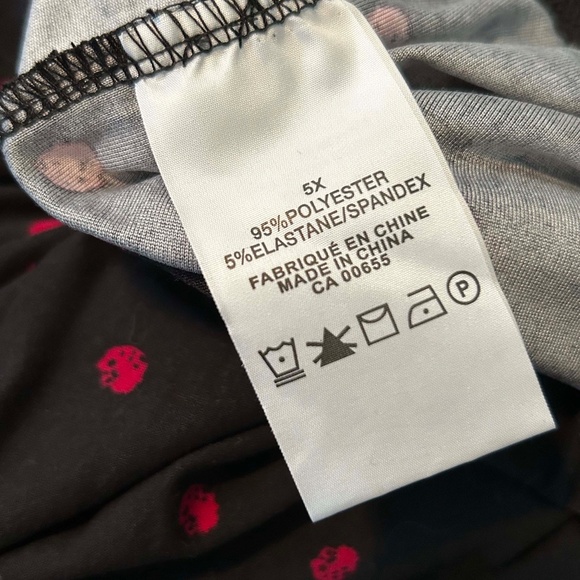 5X
95%POLYESTER
5%ELASTANE/SPANDEX
FABRIQUÉ EN CHINE
MADE IN CHINA
CA 00655
P